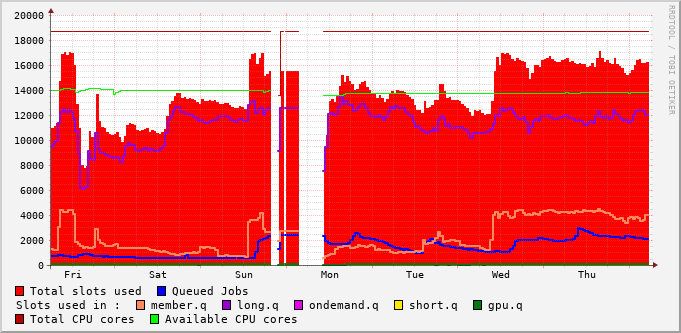 20000
18000
16000
14000
12000
10000
8000
6000
4000
2000
0
Fri Sat Sun Mon Tue Wed Thu
Total slots used Queued Jobs
Slots used in : member.q long.q ondemand.q short.q gpu.q
Total CPU cores Available CPU cores
RRDTOOL / TOBI OETIKER